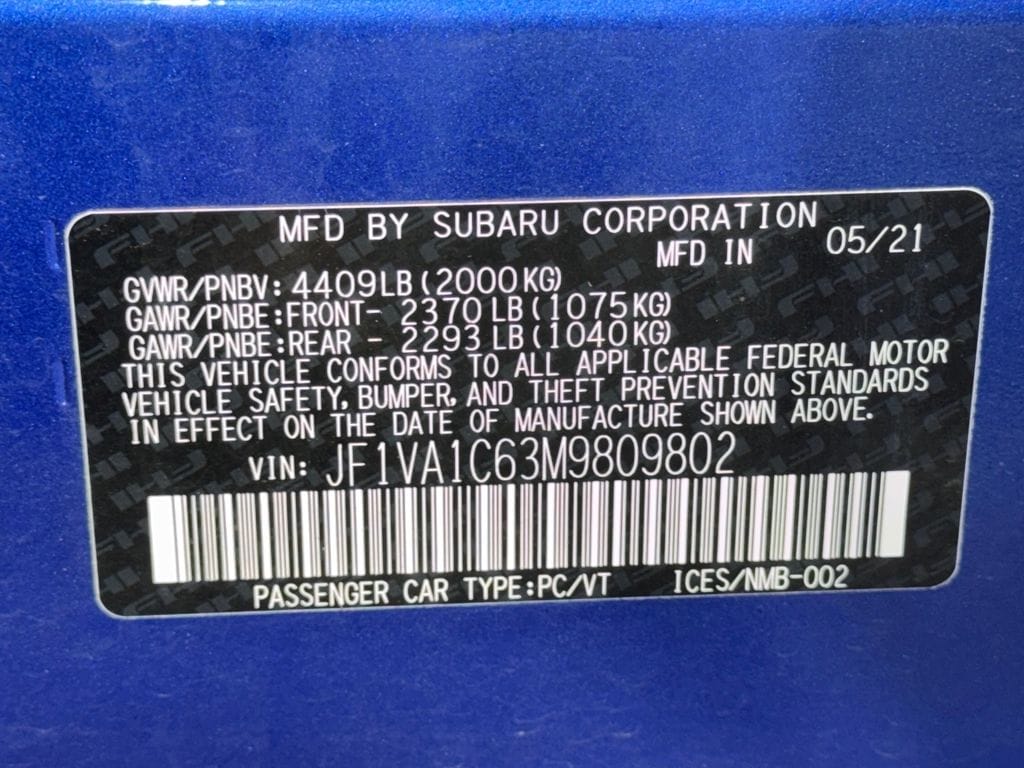 MFD BY SUBARU CORPORATION
MFD IN 05/21
GVWR/PNBV: 4409LB (2000KG)
GAWR/PNBE:FRONT- 2370 LB (1075KG)
GAWR/PNBE:REAR - 2293 LB (1040KG)
THIS VEHICLE CONFORMS TO ALL APPLICABLE FEDERAL MOTOR
VEHICLE SAFETY, BUMPER, AND THEFT PREVENTION STANDARDS
IN EFFECT ON THE DATE OF MANUFACTURE SHOWN ABOVE.
VIN: JF1VA1C63M9809802
PASSENGER CAR TYPE:PC/VT ICES/NMB-002